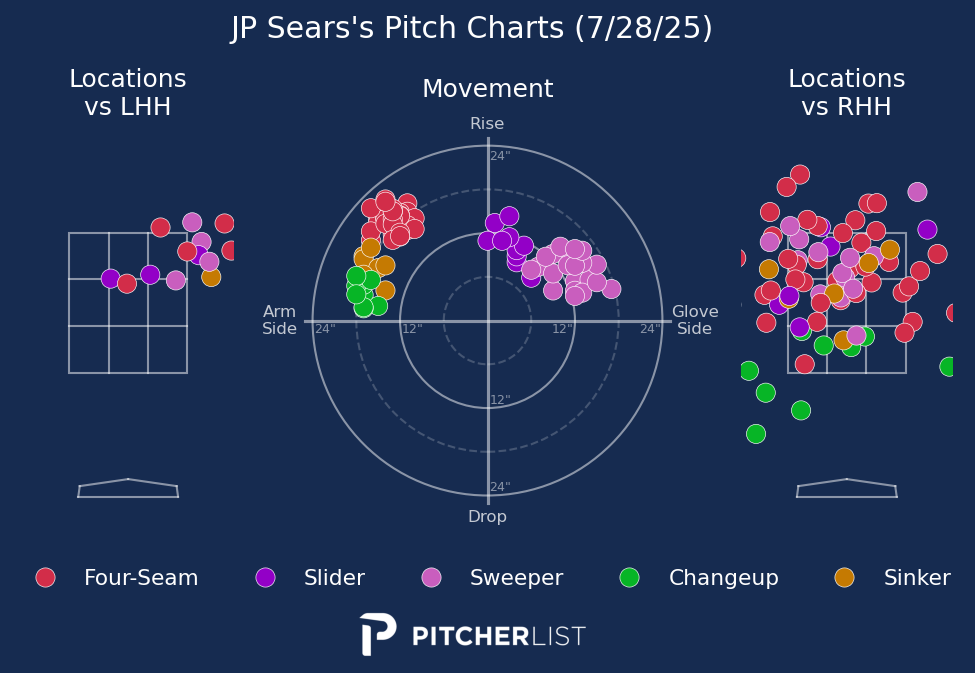 JP Sears's Pitch Charts (7/28/25)
Locations
vs LHH
Movement
Locations
vs RHH
Rise
24"
Arm
Side
24"
12"
12"
24"
Glove
Side
12"
24"
Drop
Four-Seam
Slider
Sweeper
Changeup
Sinker
PITCHERLIST